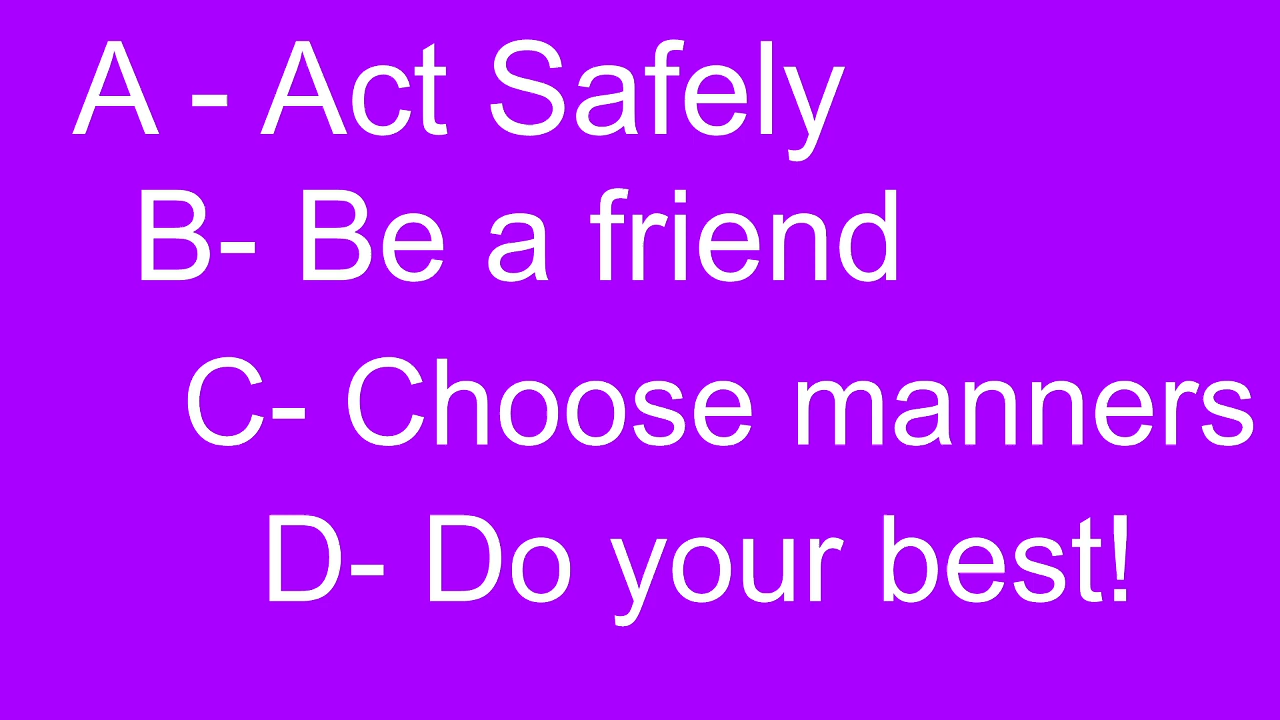 A - Act Safely
B- Be a friend
C- Choose manners
D- Do your best!